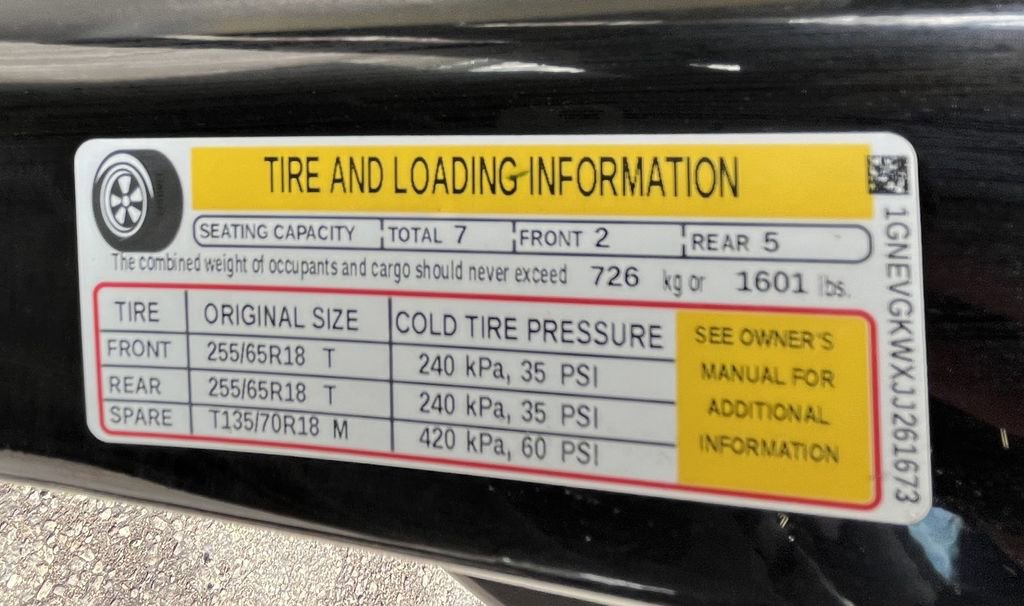 TIRE AND LOADING INFORMATION
SEATING CAPACITY TOTAL 7 FRONT 2 REAR 5
The combined weight of occupants and cargo should never exceed 726 kg or 1601 lbs.
TIRE ORIGINAL SIZE COLD TIRE PRESSURE
FRONT 255/65R18 T 240 kPa, 35 PSI
REAR 255/65R18 T 240 kPa, 35 PSI
SPARE T135/70R18 M 420 kPa, 60 PSI
SEE OWNER'S
MANUAL FOR
ADDITIONAL
INFORMATION
1GNEVGKWXJJ261673